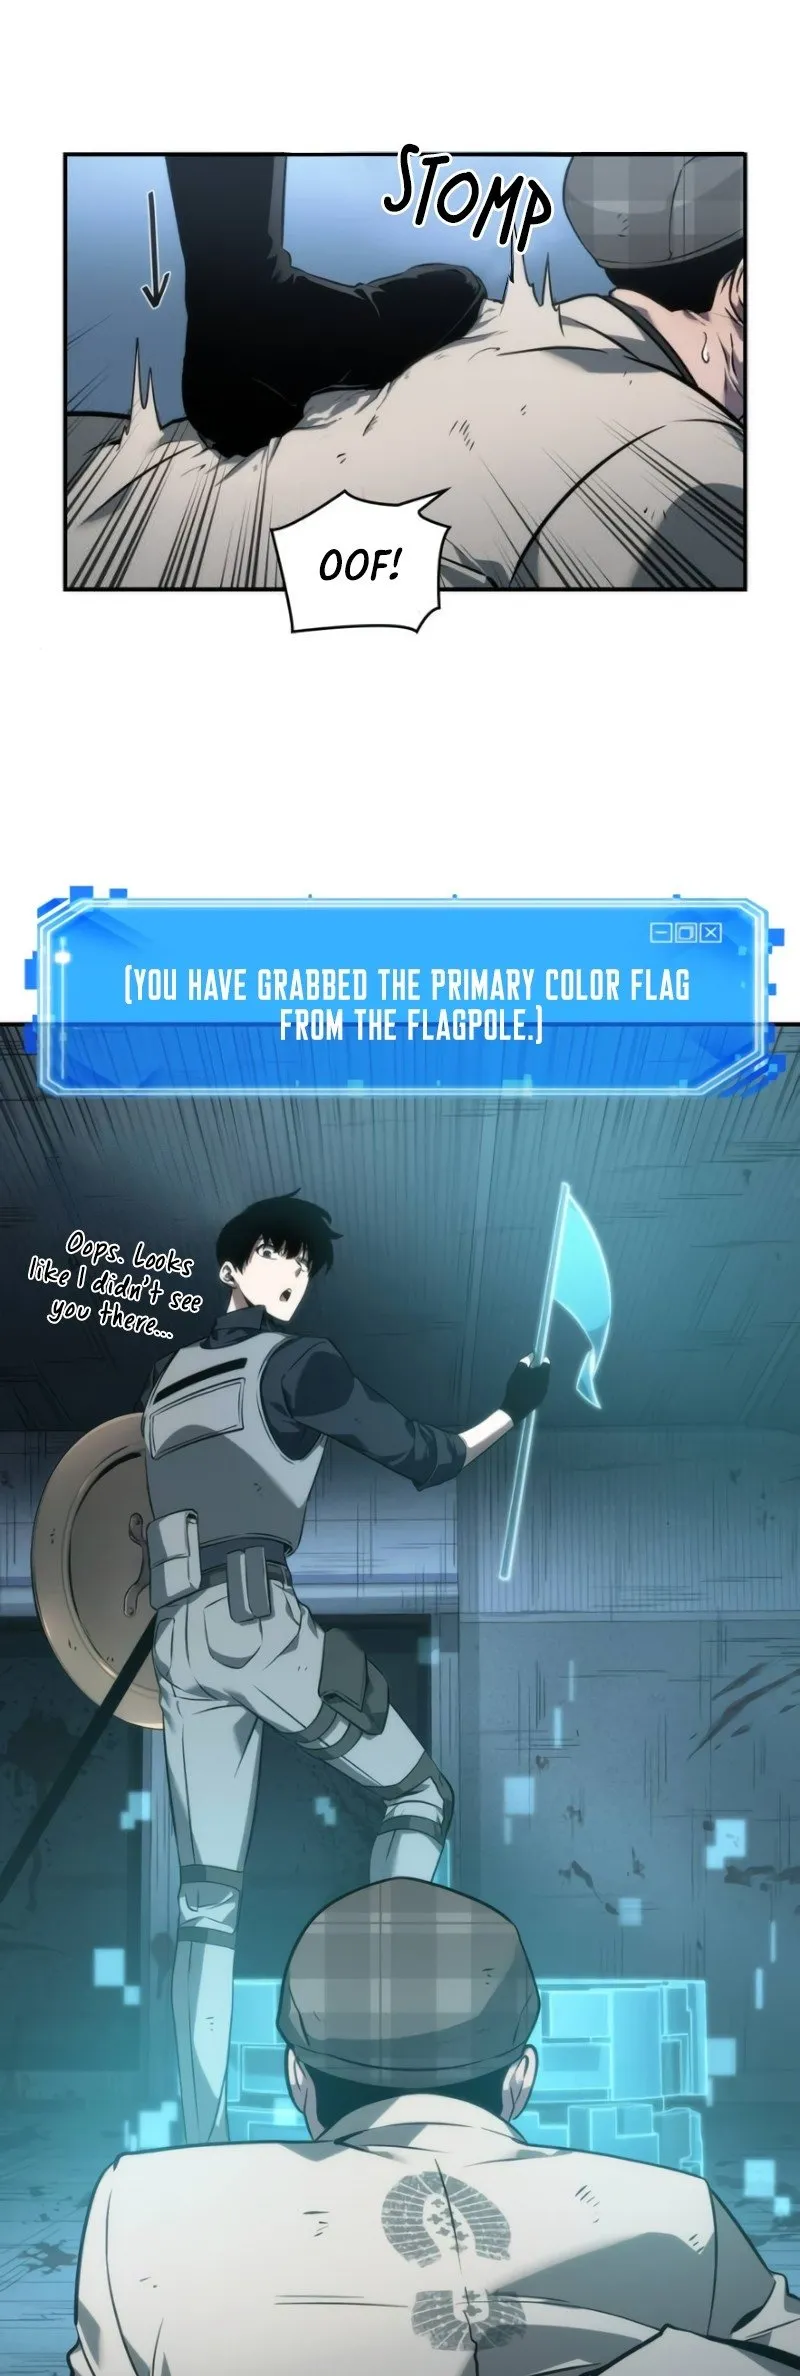 STOMP
OOF!
[YOU HAVE GRABBED THE PRIMARY COLOR FLAG
FROM THE FLAGPOLE.]
Oops. Looks
like I didn't see
you there...